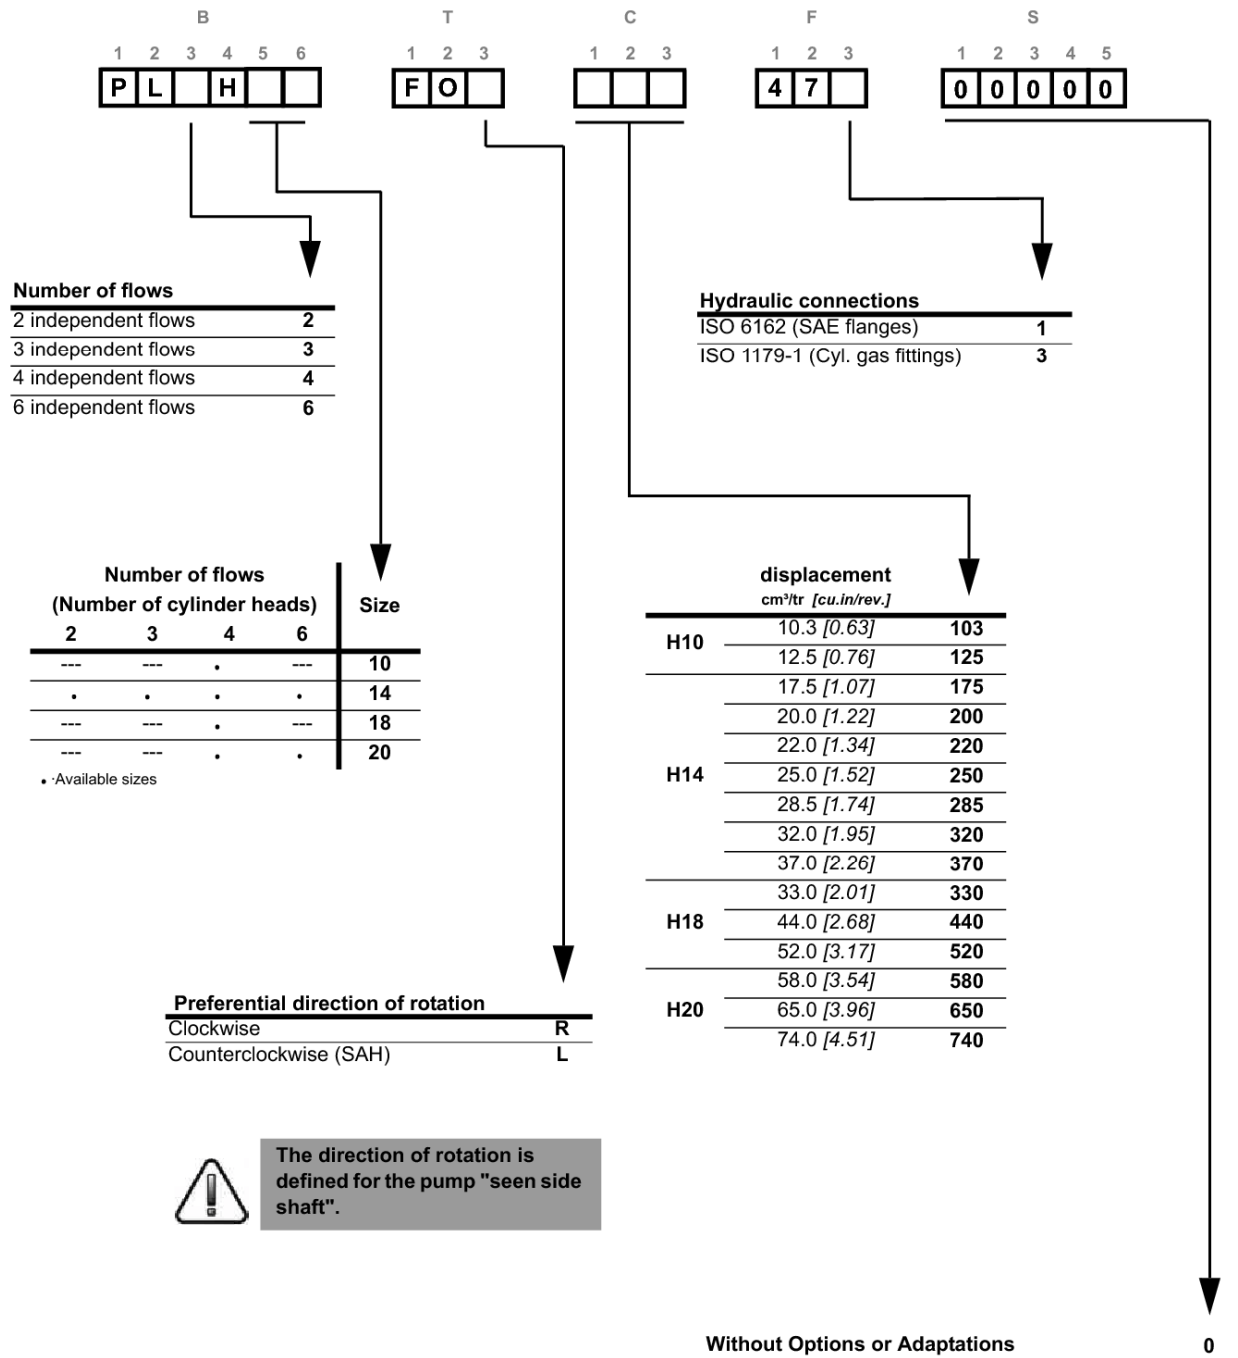 B T C F S
1 2 3 4 5 6 1 2 3 1 2 3 1 2 3 1 2 3 4 5
P L H F O 4 7 0 0 0 0 0
Number of flows
2 independent flows 2
3 independent flows 3
4 independent flows 4
6 independent flows 6
Hydraulic connections
ISO 6162 (SAE flanges) 1
ISO 1179-1 (Cyl. gas fittings) 3
Number of flows
(Number of cylinder heads) Size
2 3 4 6
--- --- . --- 10
. . . . 14
--- --- . --- 18
--- --- . . 20
• ·Available sizes
displacement
cm³/tr [cu.in/rev.]
H10
10.3 [0.63] 103
12.5 [0.76] 125
H14
17.5 [1.07] 175
20.0 [1.22] 200
22.0 [1.34] 220
25.0 [1.52] 250
28.5 [1.74] 285
32.0 [1.95] 320
37.0 [2.26] 370
H18
33.0 [2.01] 330
44.0 [2.68] 440
52.0 [3.17] 520
H20
58.0 [3.54] 580
65.0 [3.96] 650
74.0 [4.51] 740
Preferential direction of rotation
Clockwise R
Counterclockwise (SAH) L
The direction of rotation is
defined for the pump "seen side
shaft".
Without Options or Adaptations 0